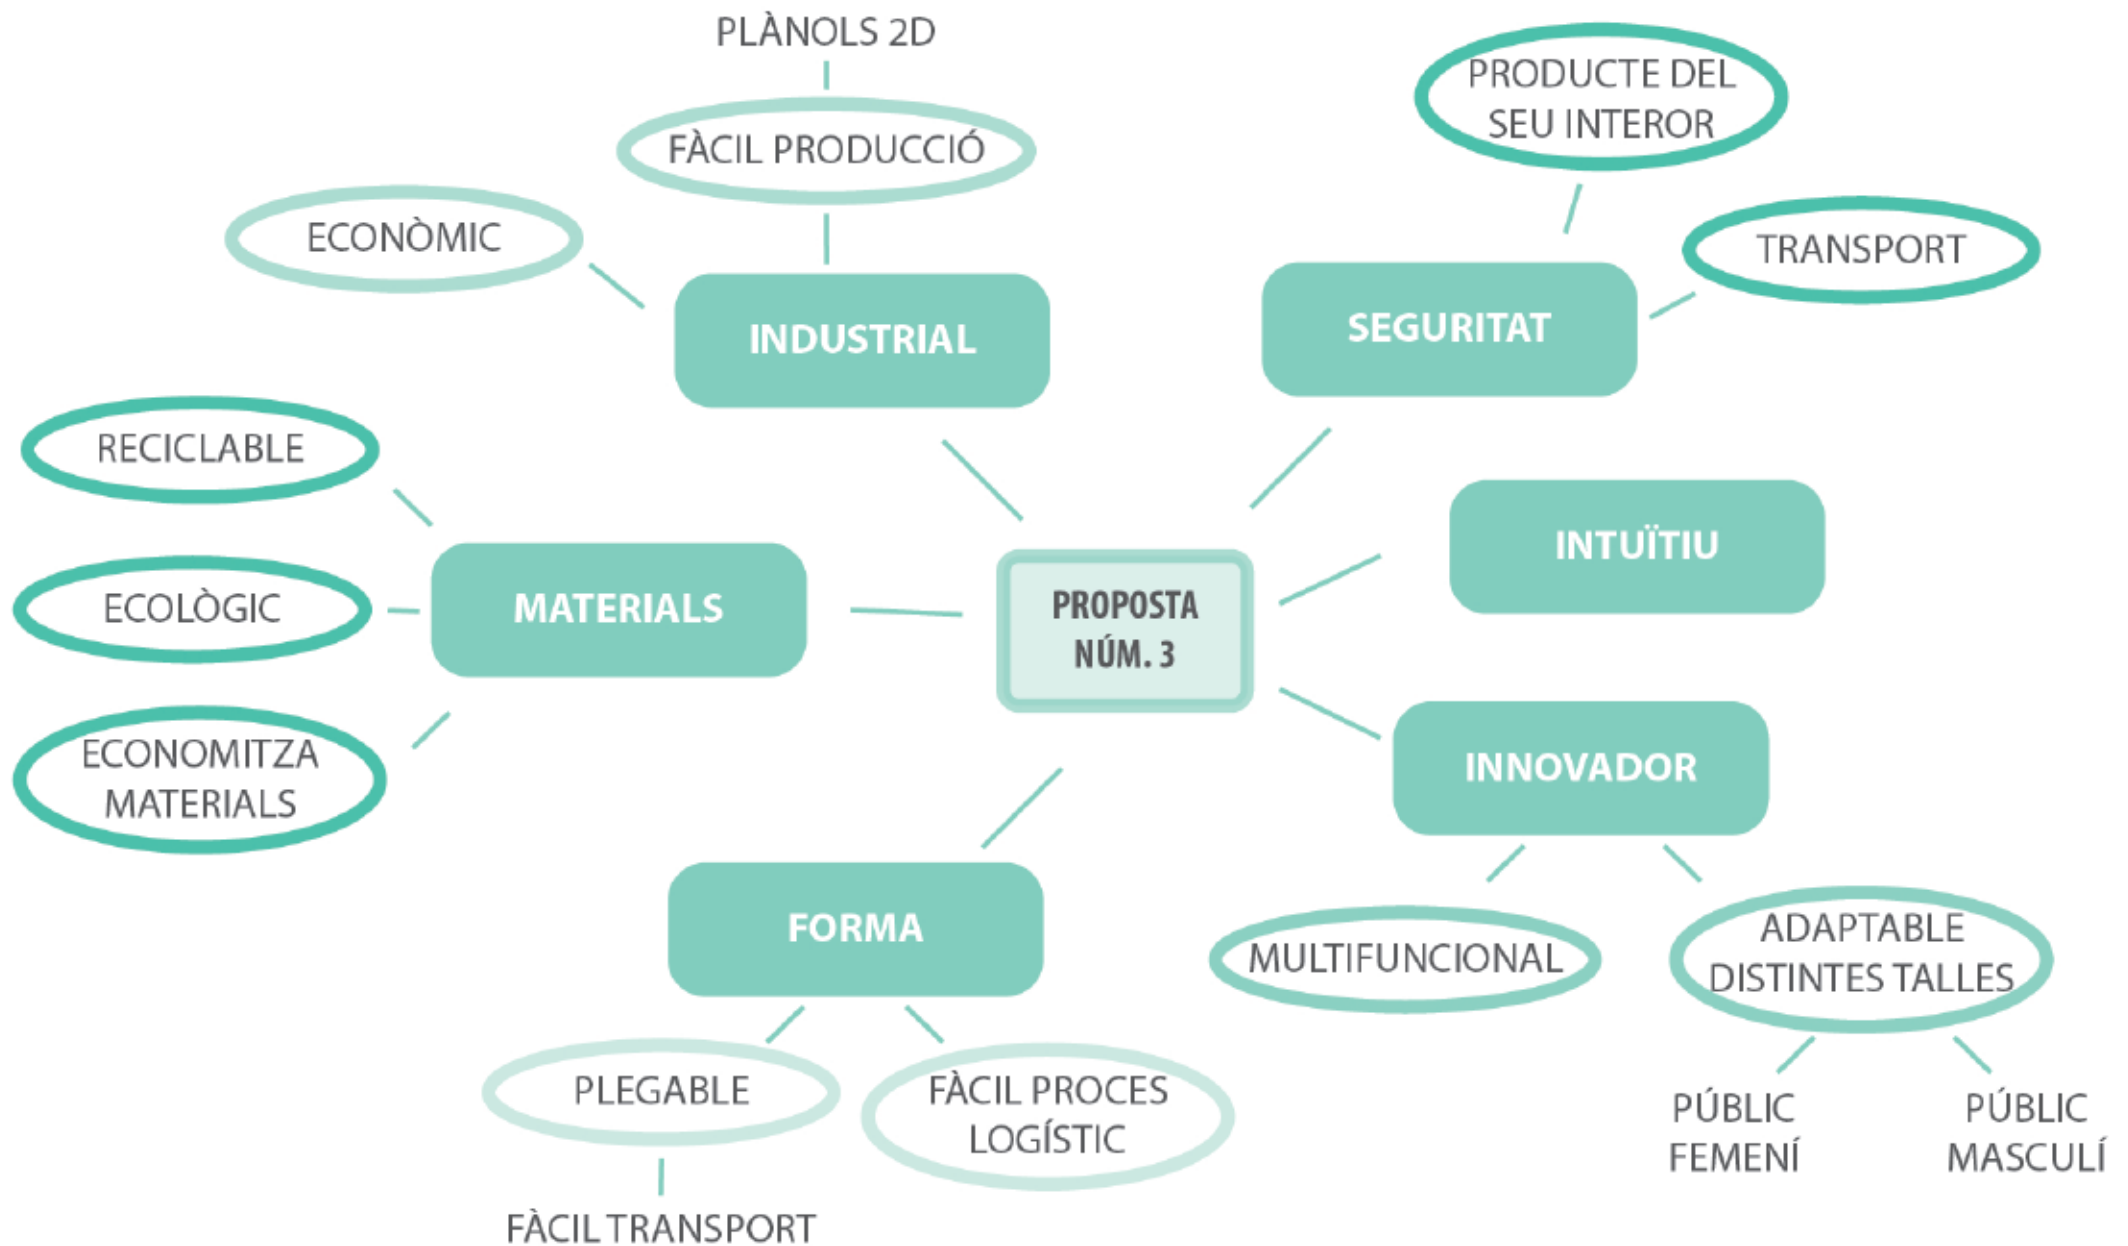 PLÀNOLS 2D
FÀCIL PRODUCCIÓ
ECONÒMIC
INDUSTRIAL
PRODUCTE DEL
SEU INTEROR
TRANSPORT
SEGURITAT
RECICLABLE
ECOLÒGIC
ECONOMITZA
MATERIALS
MATERIALS
PROPOSTA
NÚM. 3
INTUÏTIU
INNOVADOR
MULTIFUNCIONAL
ADAPTABLE
DISTINTES TALLES
PÚBLIC
FEMENÍ
PÚBLIC
MASCULÍ
FORMA
PLEGABLE
FÀCIL TRANSPORT
FÀCIL PROCES
LOGÍSTIC